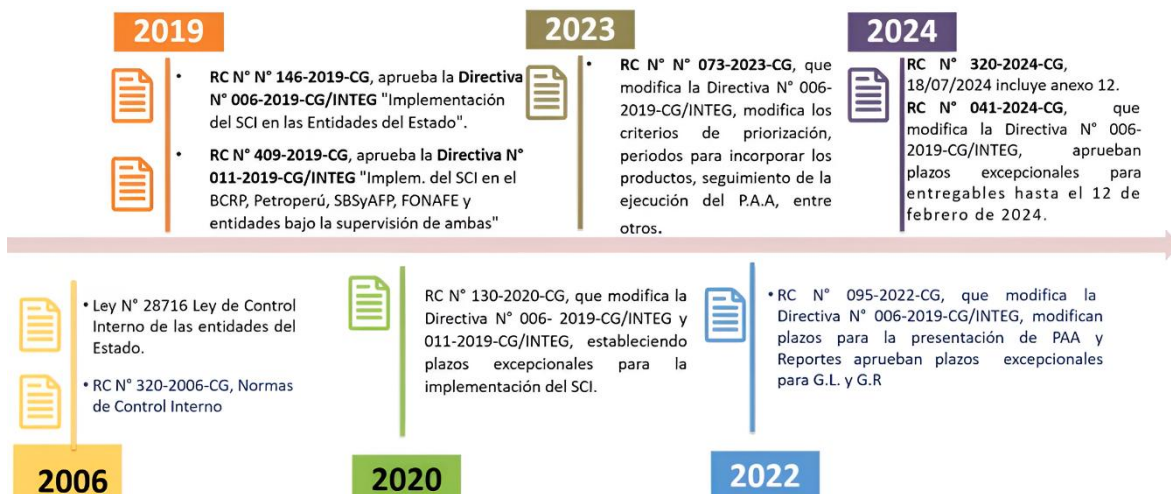 2019
• RC N° N° 146-2019-CG, aprueba la Directiva
N° 006-2019-CG/INTEG "Implementación
del SCI en las Entidades del Estado".
• RC N° 409-2019-CG, aprueba la Directiva N°
011-2019-CG/INTEG "Implem. del SCI en el
BCRP, Petroperú, SBSyAFP, FONAFE y
entidades bajo la supervisión de ambas"
2023
• RC N° N° 073-2023-CG, que
modifica la Directiva N° 006-
2019-CG/INTEG, modifica los
criterios de priorización,
periodos para incorporar los
productos, seguimiento de la
ejecución del P.A.A, entre
otros.
2024
RC N° 320-2024-CG,
18/07/2024 incluye anexo 12.
RC N° 041-2024-CG, que
modifica la Directiva N° 006-
2019-CG/INTEG, aprueban
plazos excepcionales para
entregables hasta el 12 de
febrero de 2024.
• Ley N° 28716 Ley de Control
Interno de las entidades del
Estado.
• RC N° 320-2006-CG, Normas
de Control Interno
2006
RC N° 130-2020-CG, que modifica la
Directiva N° 006- 2019-CG/INTEG y
011-2019-CG/INTEG, estableciendo
plazos excepcionales para la
implementación del SCI.
2020
• RC N° 095-2022-CG, que modifica la
Directiva N° 006-2019-CG/INTEG, modifican
plazos para la presentación de PAA y
Reportes aprueban plazos excepcionales
para G.L. y G.R
2022